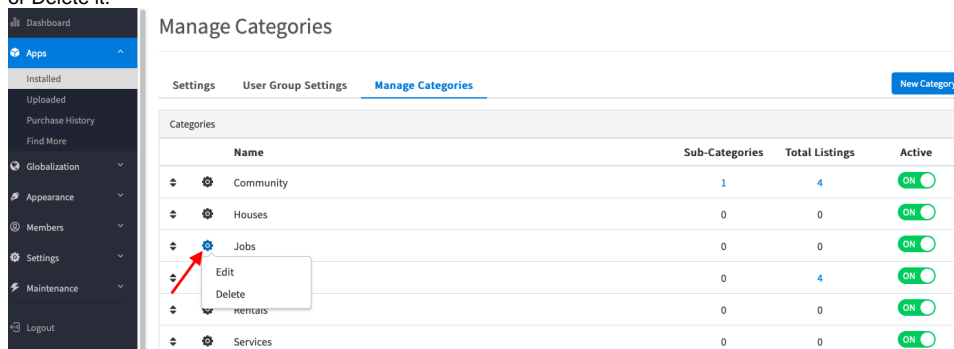 or Delete it.
Dashboard
Manage Categories
Apps
Installed
Uploaded
Purchase History
Find More
Globalization
Appearance
Members
Settings
Maintenance
Logout
Settings User Group Settings Manage Categories New Category
Categories
Name Sub-Categories Total Listings Active
Community 1 4 ON
Houses 0 0 ON
Jobs 0 0 ON
Edit
0 4 ON
Delete
Rentals 0 0 ON
Services 0 0 ON